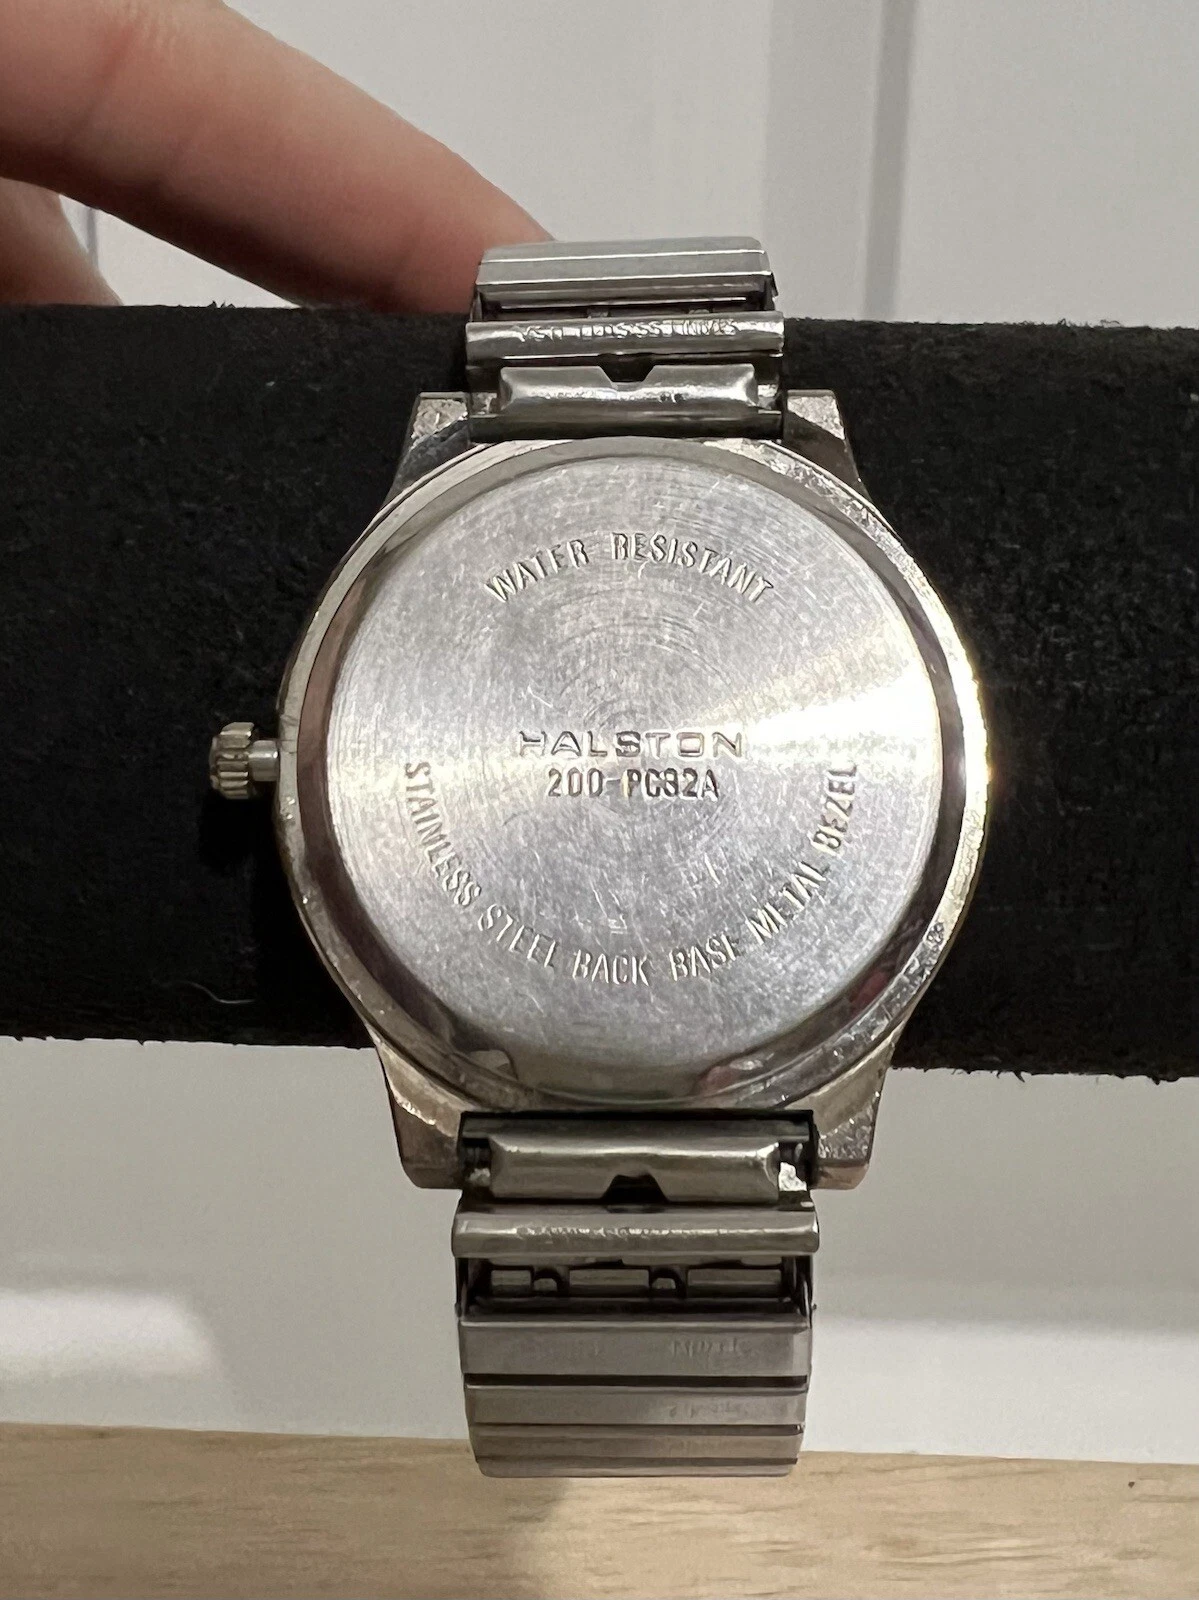 WATER RESISTANT
HALSTON
200-PC82A
STAINLESS STEEL BACK BASE METAL BEZEL